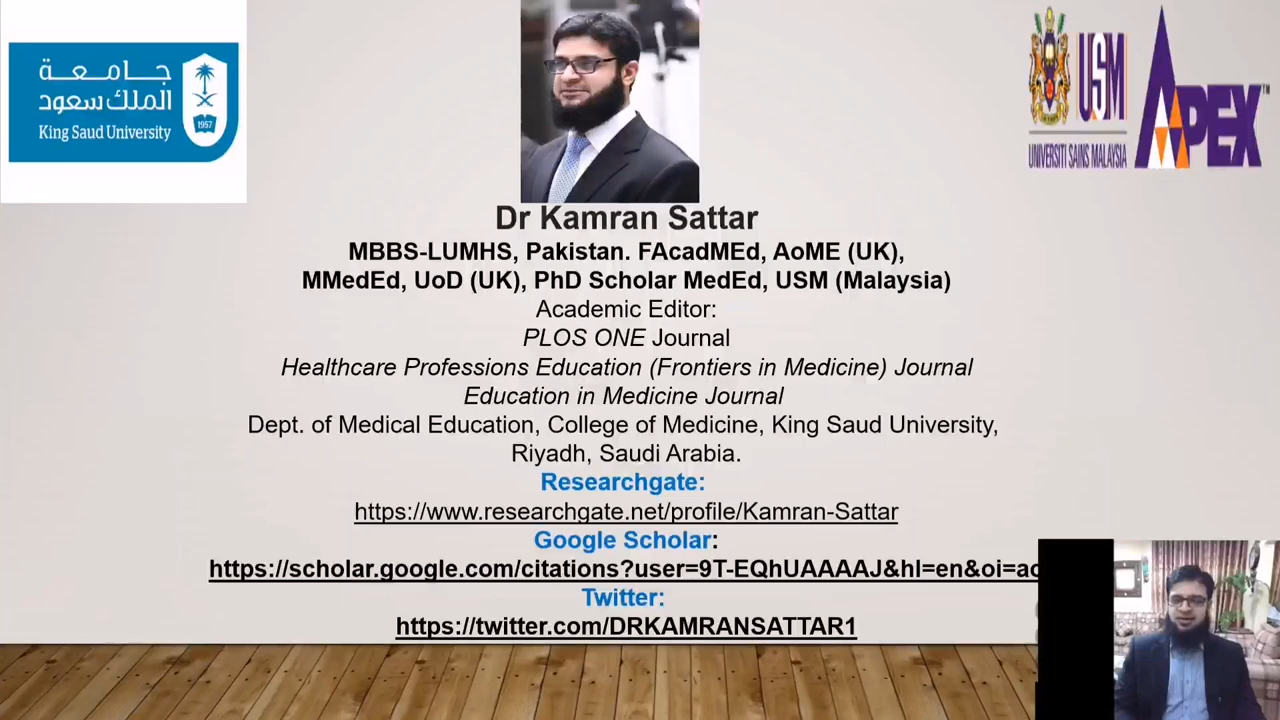 جامعة
الملك سعود
King Saud University
1957
USM
UNIVERSITI SAINS MALAYSIA
APEX™
Dr Kamran Sattar
MBBS-LUMHS, Pakistan. FAcadMEd, AoME (UK),
MMedEd, UoD (UK), PhD Scholar MedEd, USM (Malaysia)
Academic Editor:
PLOS ONE Journal
Healthcare Professions Education (Frontiers in Medicine) Journal
Education in Medicine Journal
Dept. of Medical Education, College of Medicine, King Saud University,
Riyadh, Saudi Arabia.
Researchgate:
https://www.researchgate.net/profile/Kamran-Sattar
Google Scholar:
https://scholar.google.com/citations?user=9T-EQhUAAAAJ&hl=en&oi=ao
Twitter:
https://twitter.com/DRKAMRANSATTAR1